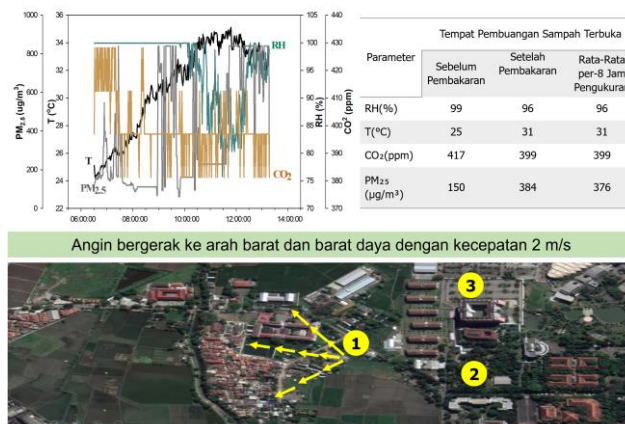 1000
800
600
400
200
0
PM2.5 (ug/m³)
36
34
32
30
28
26
24
22
T (°C)
T
PM2.5
RH
CO2
105
100
95
90
85
80
75
70
RH (%)
430
420
410
400
390
380
370
CO² (ppm)
06:00:00
08:00:00
10:00:00
12:00:00
14:00:00
Parameter
Tempat Pembuangan Sampah Terbuka
Sebelum
Pembakaran
Setelah
Pembakaran
Rata-Rata
per-8 Jam
Pengukuran
RH(%) 99 96 96
T(°C) 25 31 31
CO₂(ppm) 417 399 399
PM₂₅
(µg/m³) 150 384 376
Angin bergerak ke arah barat dan barat daya dengan kecepatan 2 m/s
1
2
3